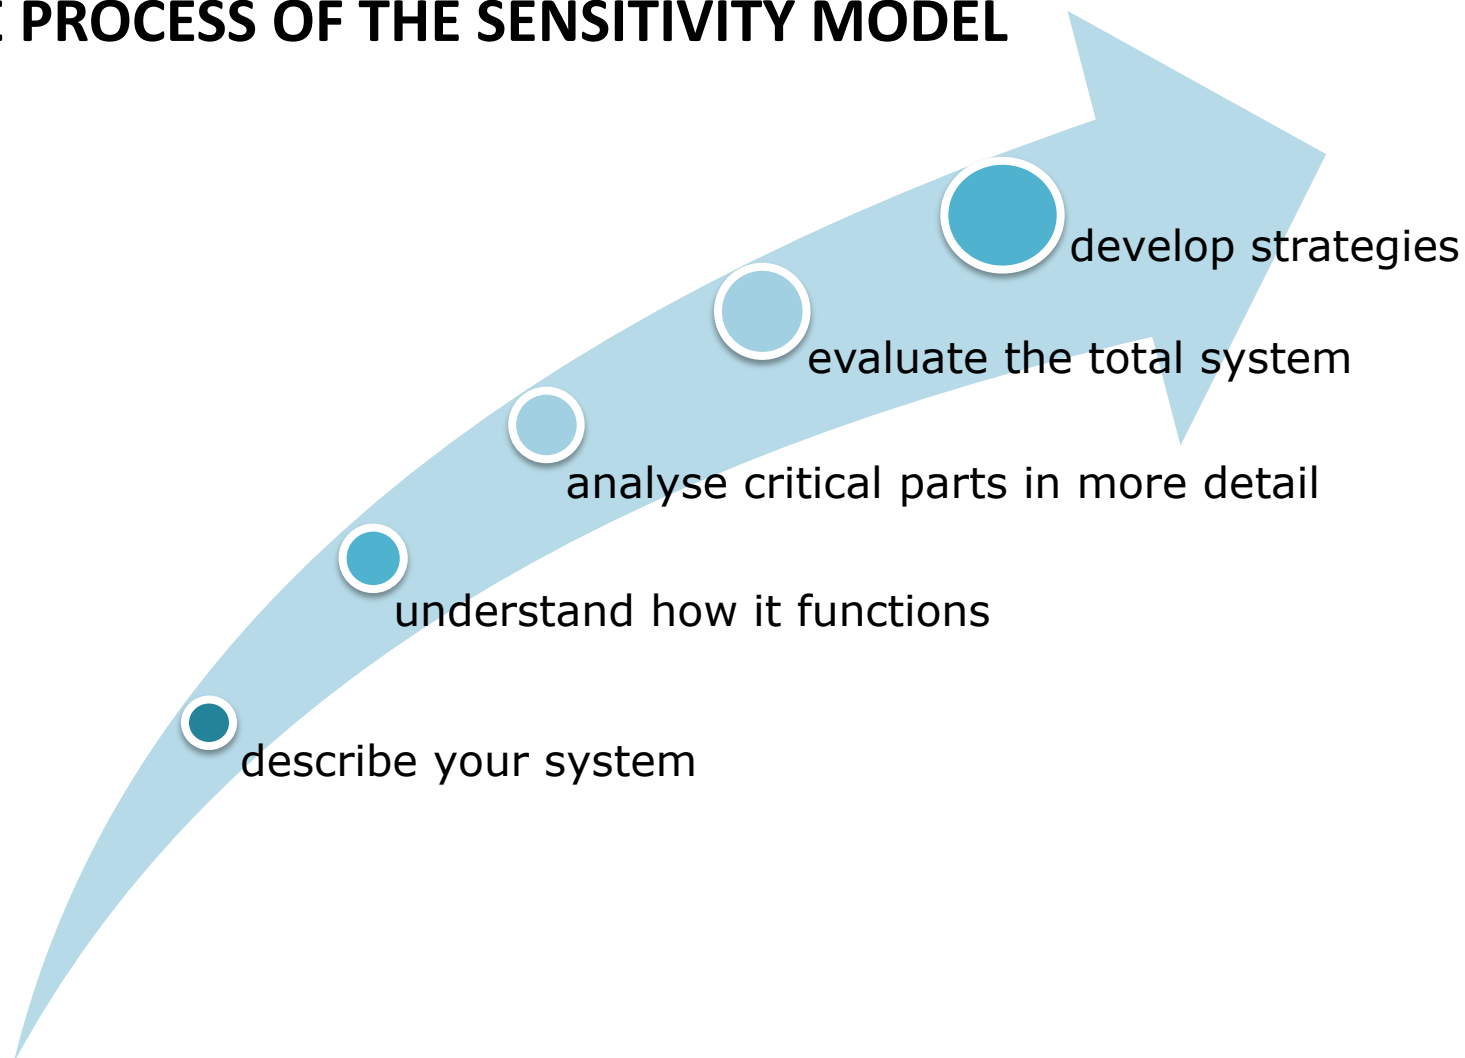 PROCESS OF THE SENSITIVITY MODEL
develop strategies
evaluate the total system
analyse critical parts in more detail
understand how it functions
describe your system